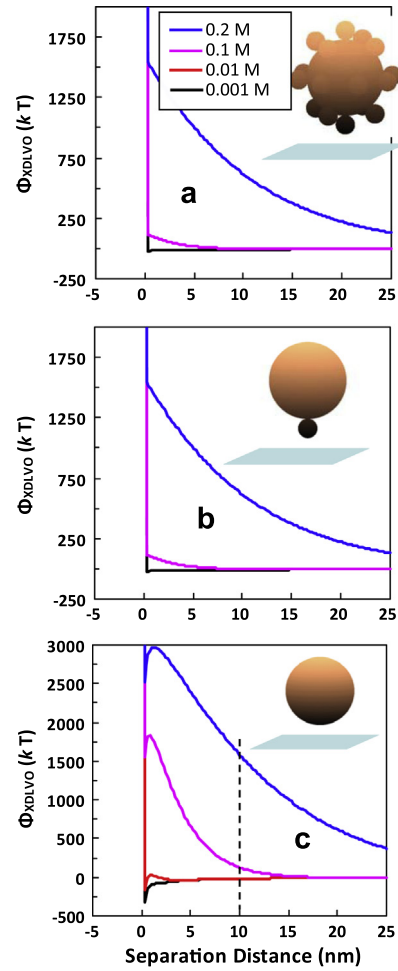 1750
1250
750
250
-250
Φ_XDLVO (kT)
0.2 M
0.1 M
0.01 M
0.001 M
a
-5 0 5 10 15 20 25
1750
1250
750
250
-250
Φ_XDLVO (kT)
b
-5 0 5 10 15 20 25
3000
2500
2000
1500
1000
500
0
-500
Φ_XDLVO (kT)
c
-5 0 5 10 15 20 25
Separation Distance (nm)